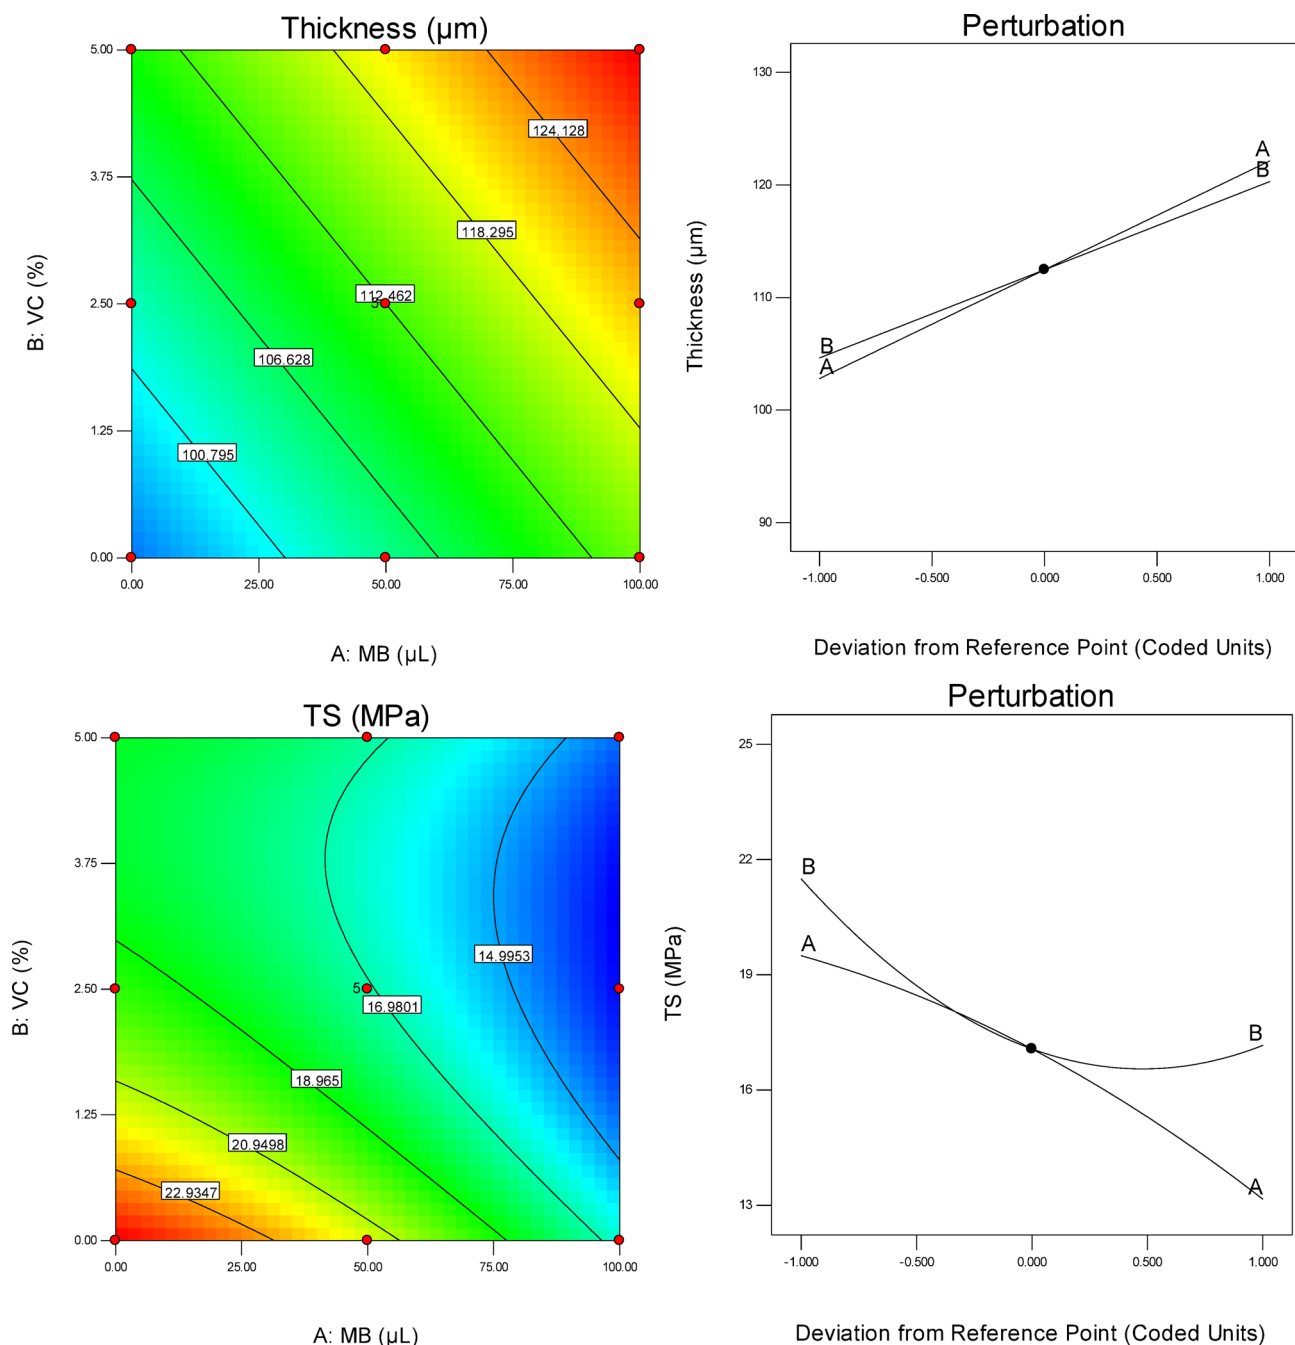 Thickness (µm)
5.00
3.75
2.50
1.25
0.00
0.00
25.00
50.00
75.00
100.00
B: VC (%)
A: MB (µL)
124.128
118.295
112.462
5
106.628
100.795
Perturbation
130
120
110
100
90
-1.000
-0.500
0.000
0.500
1.000
Thickness (µm)
Deviation from Reference Point (Coded Units)
A
B
B
A
TS (MPa)
5.00
3.75
2.50
1.25
0.00
0.00
25.00
50.00
75.00
100.00
B: VC (%)
A: MB (µL)
14.9953
5
16.9801
18.965
20.9498
22.9347
Perturbation
25
22
19
16
13
-1.000
-0.500
0.000
0.500
1.000
TS (MPa)
Deviation from Reference Point (Coded Units)
B
A
B
A